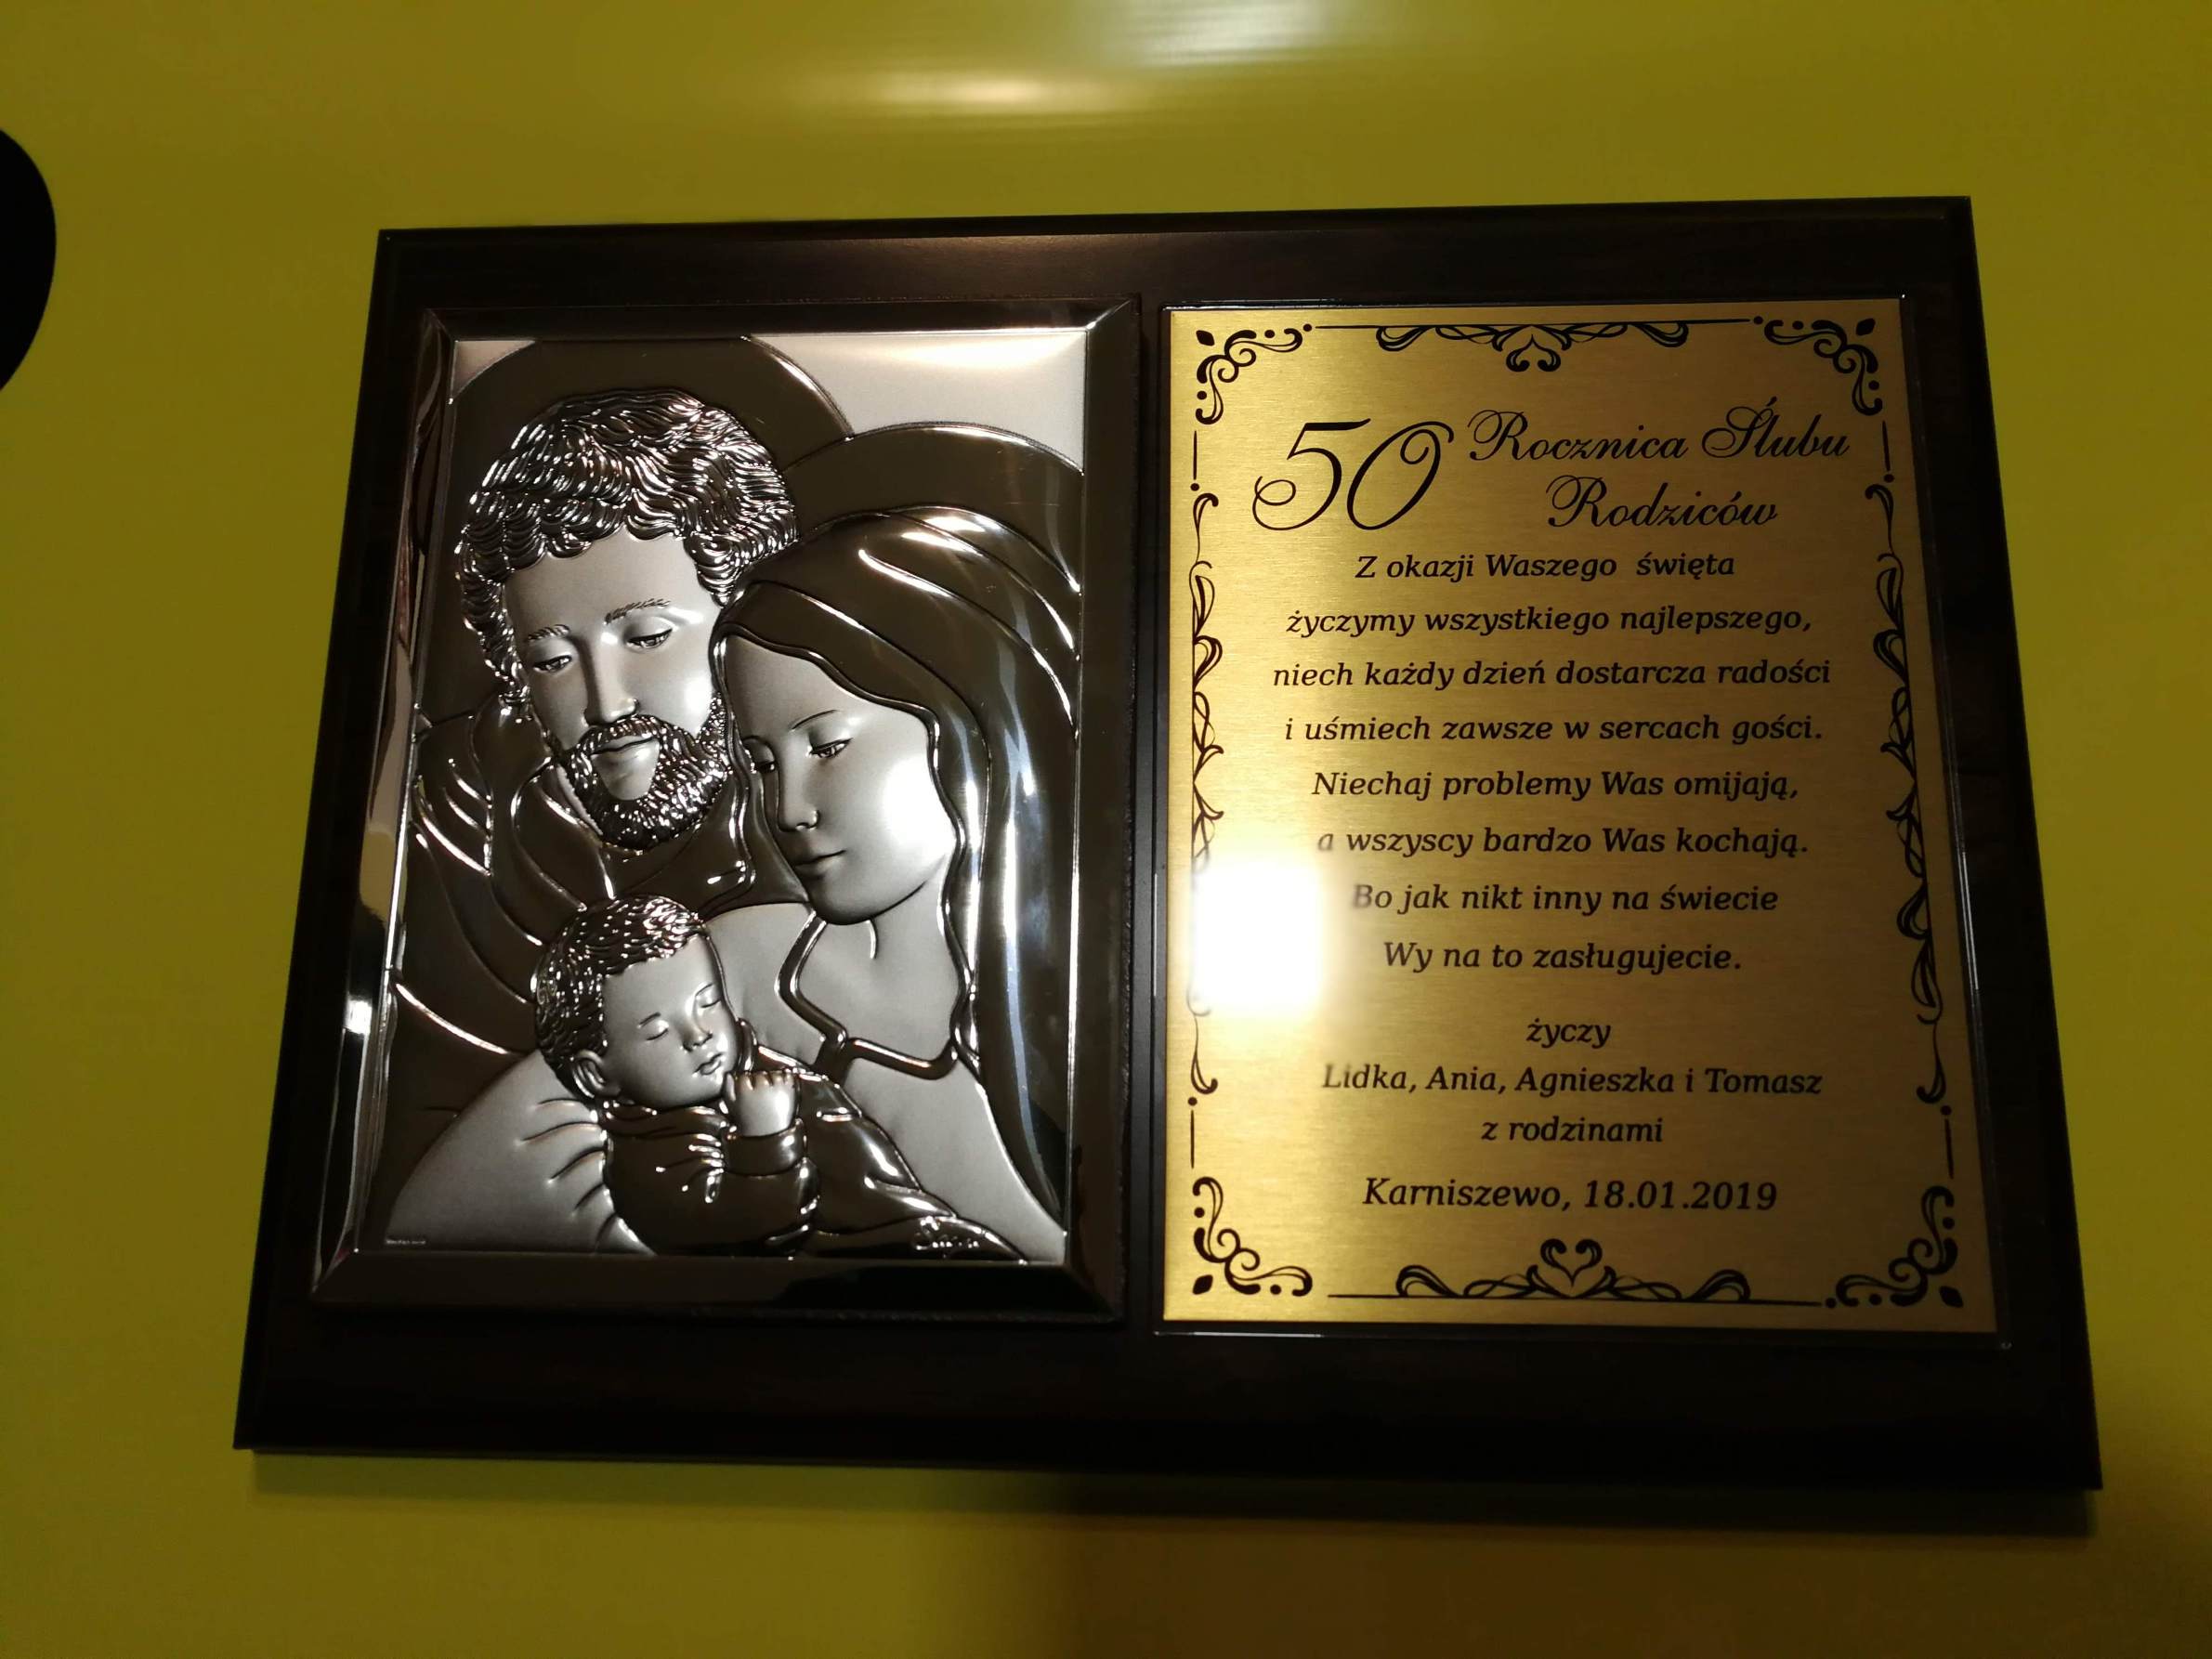 50 Rocznica Ślubu
Rodziców
Z okazji Waszego święta
życzymy wszystkiego najlepszego,
niech każdy dzień dostarcza radości
i uśmiech zawsze w sercach gości.
Niechaj problemy Was omijają,
a wszyscy bardzo Was kochają.
Bo jak nikt inny na świecie
Wy na to zasługujecie.
życzy
Lidka, Ania, Agnieszka i Tomasz
z rodzinami
Karniszewo, 18.01.2019